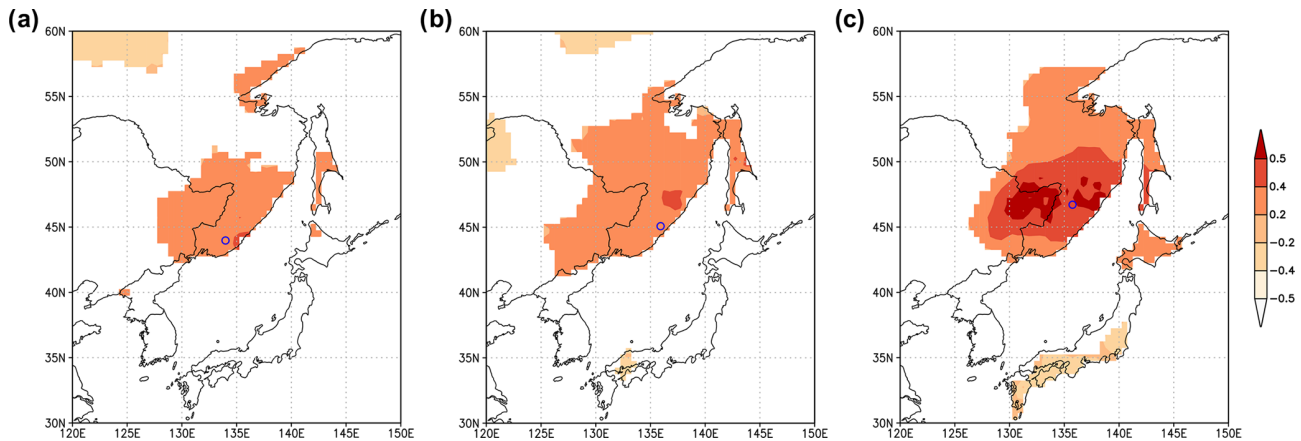 (a) (b) (c)
60N 60N 60N
55N 55N 55N
50N 50N 50N
45N 45N 45N
40N 40N 40N
35N 35N 35N
30N 30N 30N
120E 125E 130E 135E 140E 145E 150E 120E 125E 130E 135E 140E 145E 150E 120E 125E 130E 135E 140E 145E 150E
0.5
0.4
0.2
−0.2
−0.4
−0.5